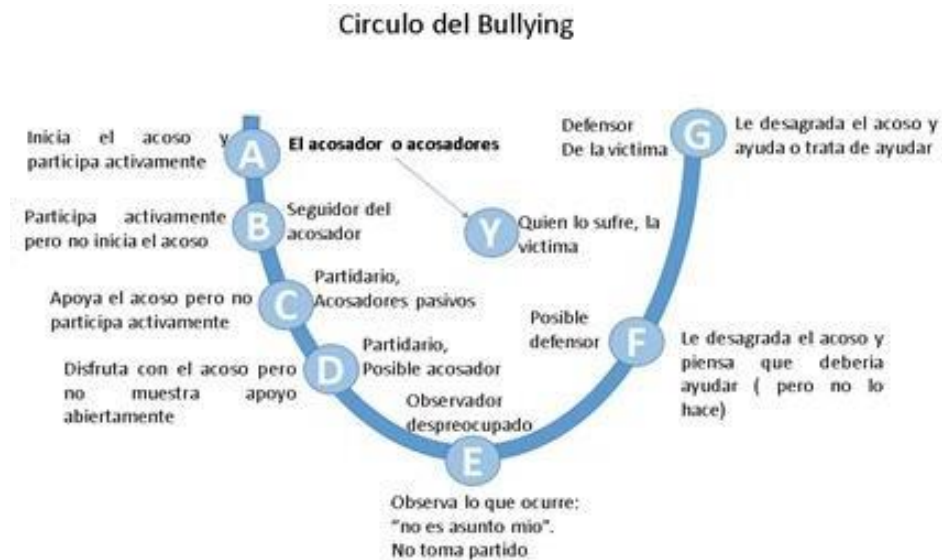 Circulo del Bullying
Inicia el acoso y
participa activamente
A
El acosador o acosadores
Participa activamente
pero no inicia el acoso
B
Seguidor del
acosador
Y
Quien lo sufre, la
victima
Apoya el acoso pero no
participa activamente
C
Partidario,
Acosadores pasivos
Disfruta con el acoso pero
no muestra apoyo
abiertamente
D
Partidario,
Posible acosador
Observador
despreocupado
E
Observa lo que ocurre:
"no es asunto mio".
No toma partido
Posible
defensor
F
Le desagrada el acoso y
piensa que deberia
ayudar ( pero no lo
hace)
Defensor
De la victima
G
Le desagrada el acoso y
ayuda o trata de ayudar